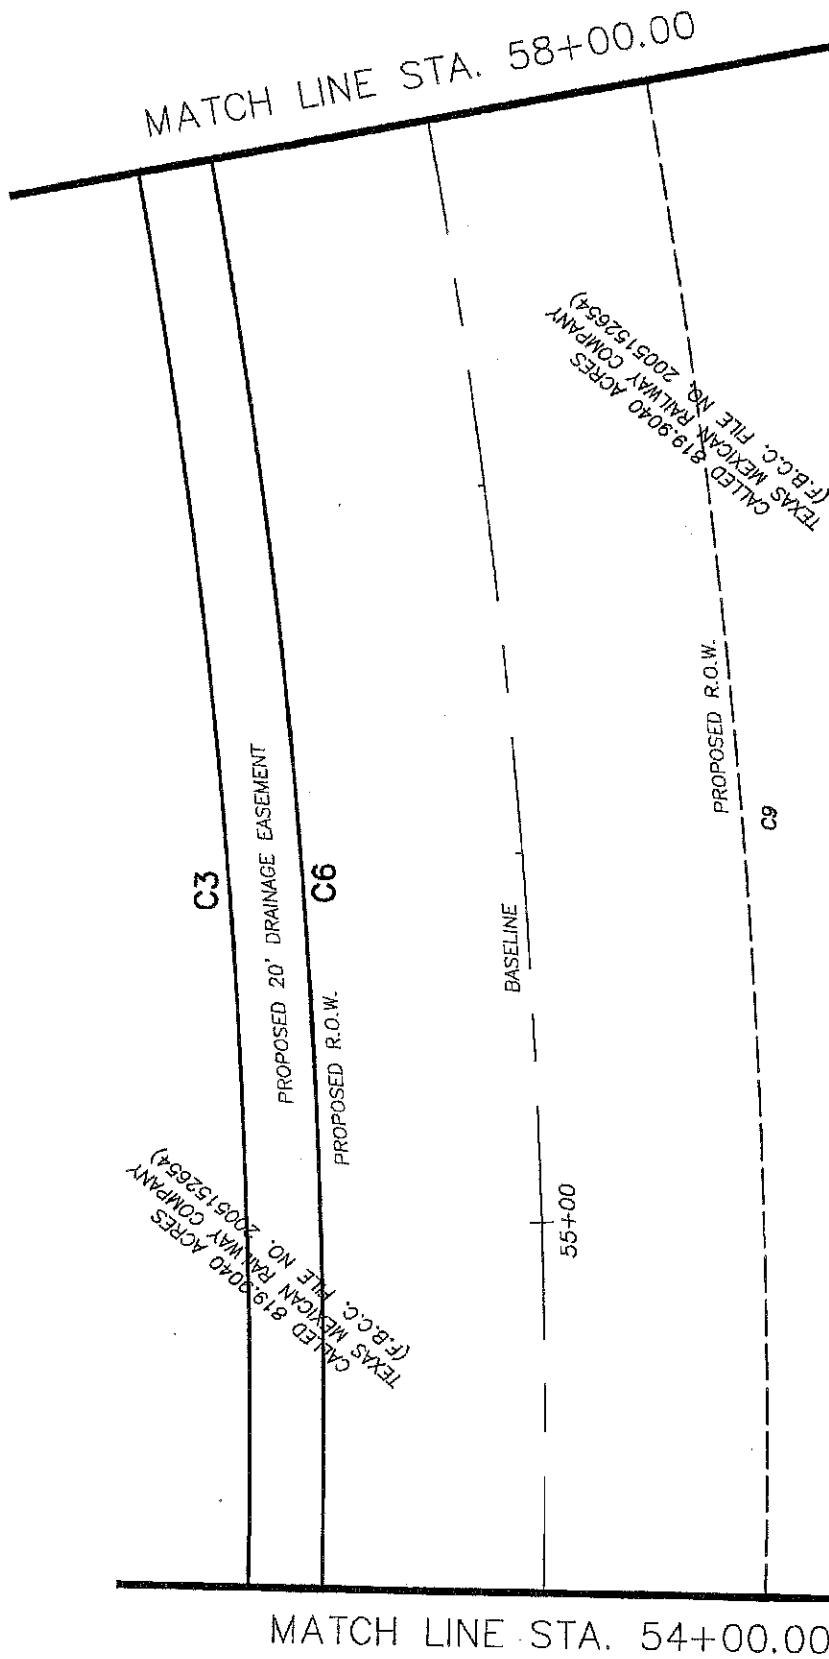 MATCH LINE STA. 58+00.00
CALLED 819.9040 ACRES
TEXAS MEXICAN RAILWAY COMPANY
(F.B.C.C. FILE NO. 2005152654)
PROPOSED R.O.W.
C9
C3
PROPOSED 20' DRAINAGE EASEMENT
C6
PROPOSED R.O.W.
BASELINE
55+00
CALLED 819.9040 ACRES
TEXAS MEXICAN RAILWAY COMPANY
(F.B.C.C. FILE NO. 2005152654)
MATCH LINE STA. 54+00.00